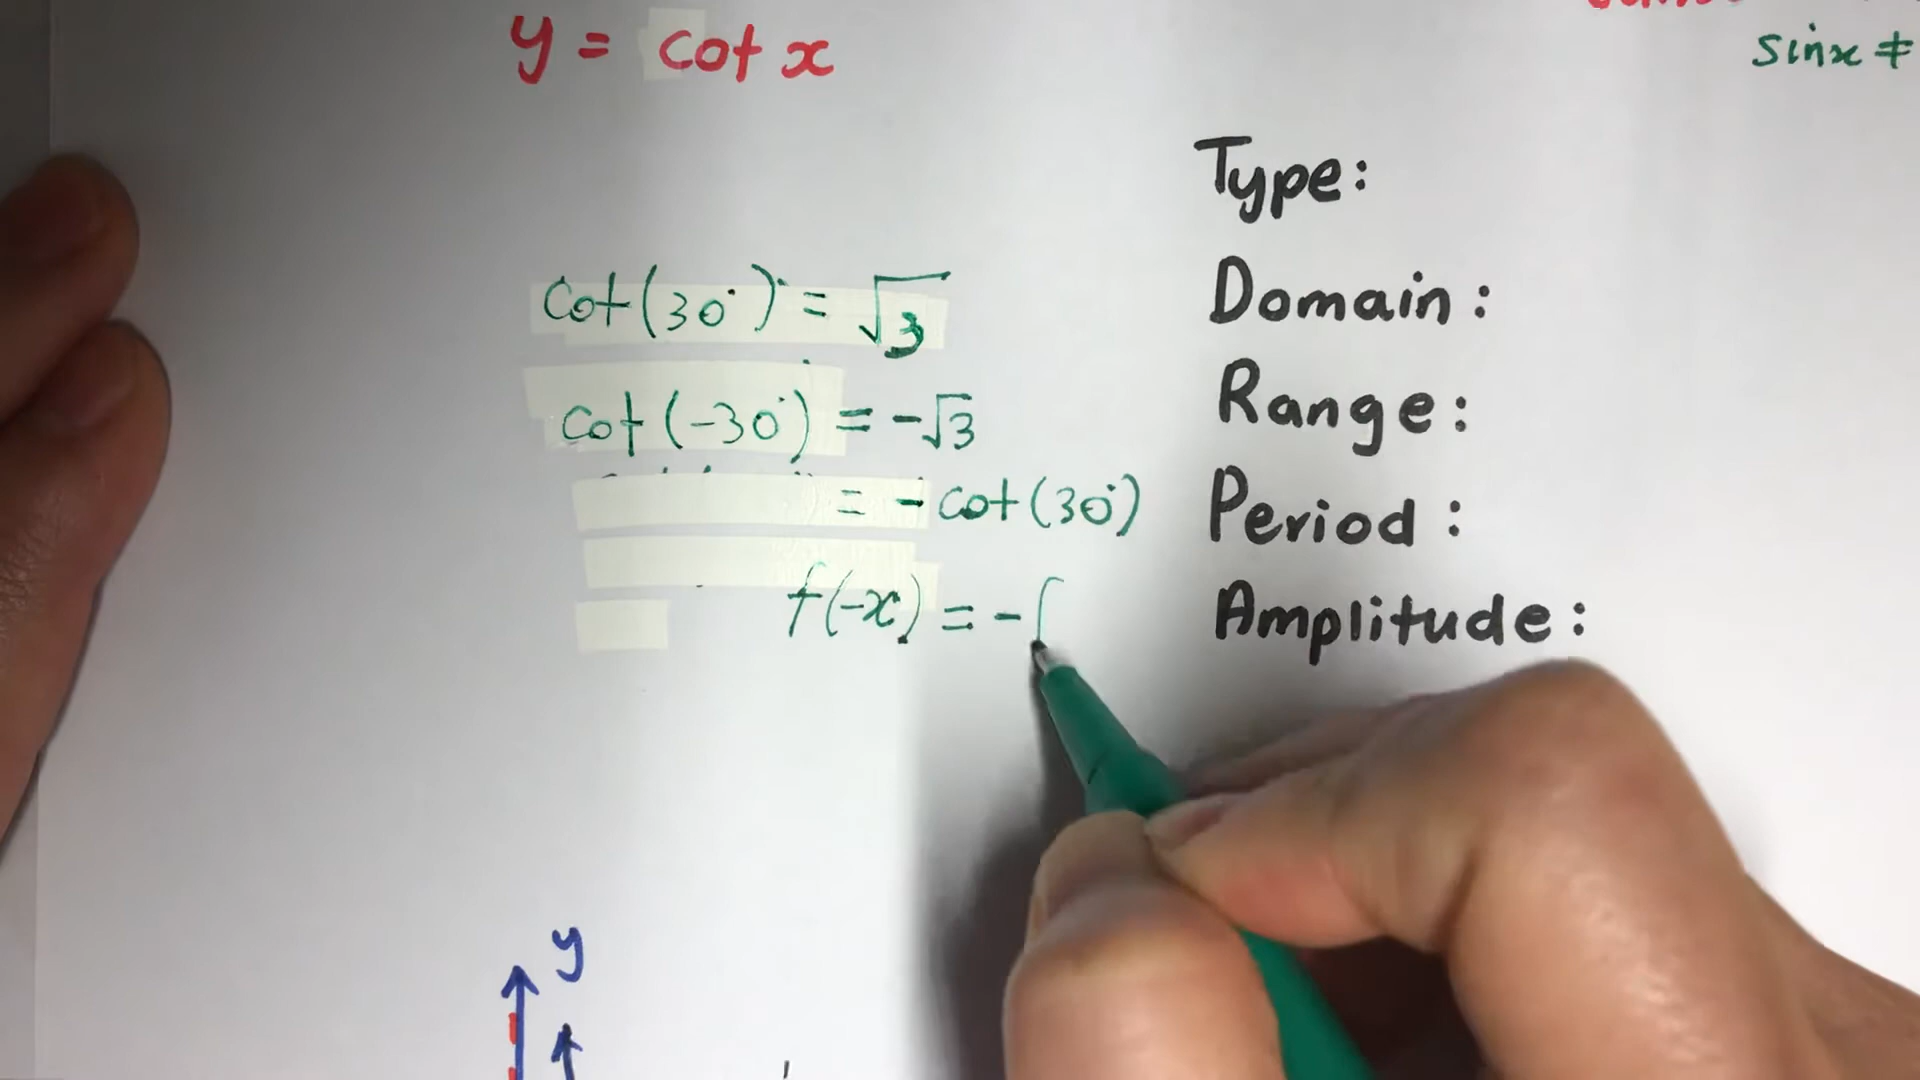 y = cot x
sinx ≠
cot(30°) = √3
cot(-30°) = -√3
= -cot(30°)
f(-x) = -
Type:
Domain:
Range:
Period:
Amplitude:
y